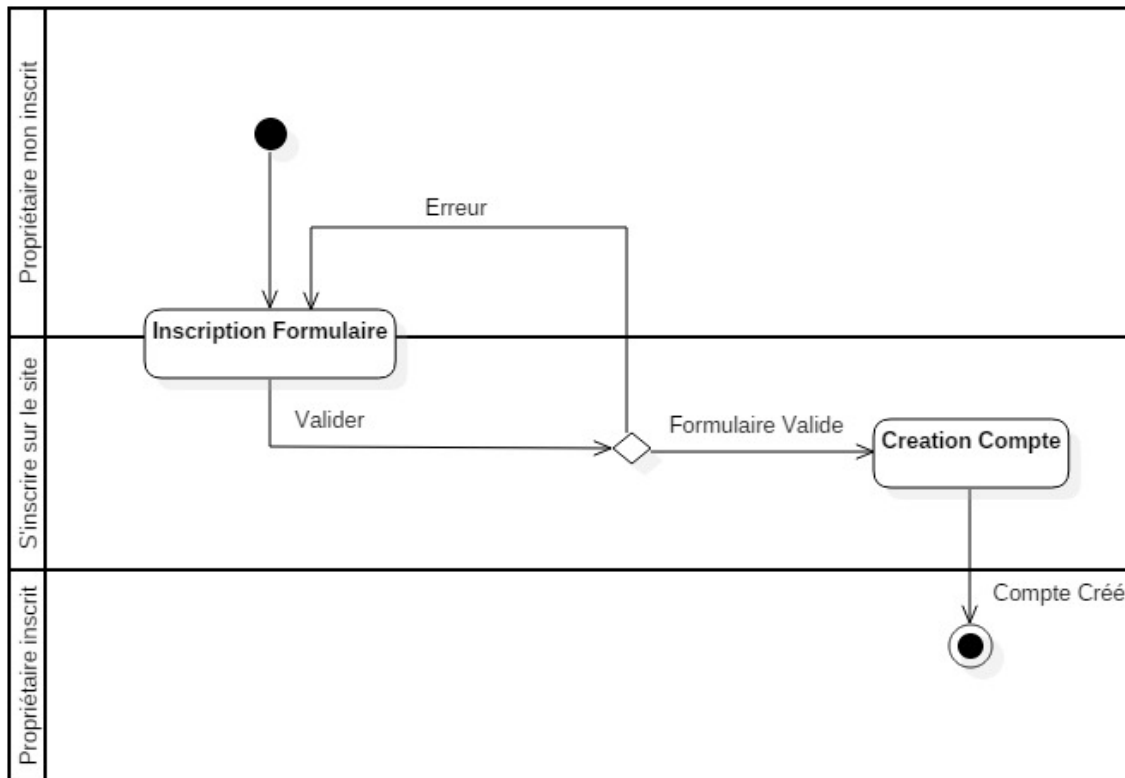 Propriétaire non inscrit
Erreur
Inscription Formulaire
S'inscrire sur le site
Valider
Formulaire Valide
Creation Compte
Propriétaire inscrit
Compte Créé